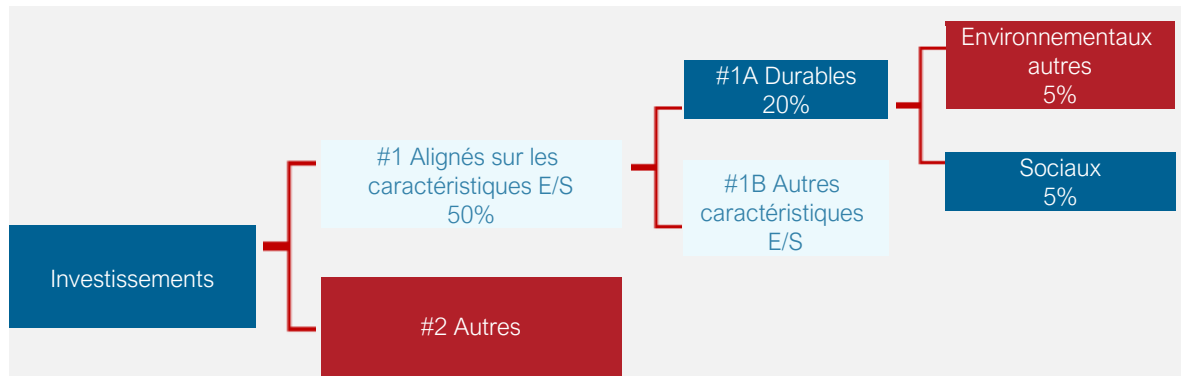 Investissements
#1 Alignés sur les
caractéristiques E/S
50%
#2 Autres
#1A Durables
20%
#1B Autres
caractéristiques
E/S
Environnementaux
autres
5%
Sociaux
5%